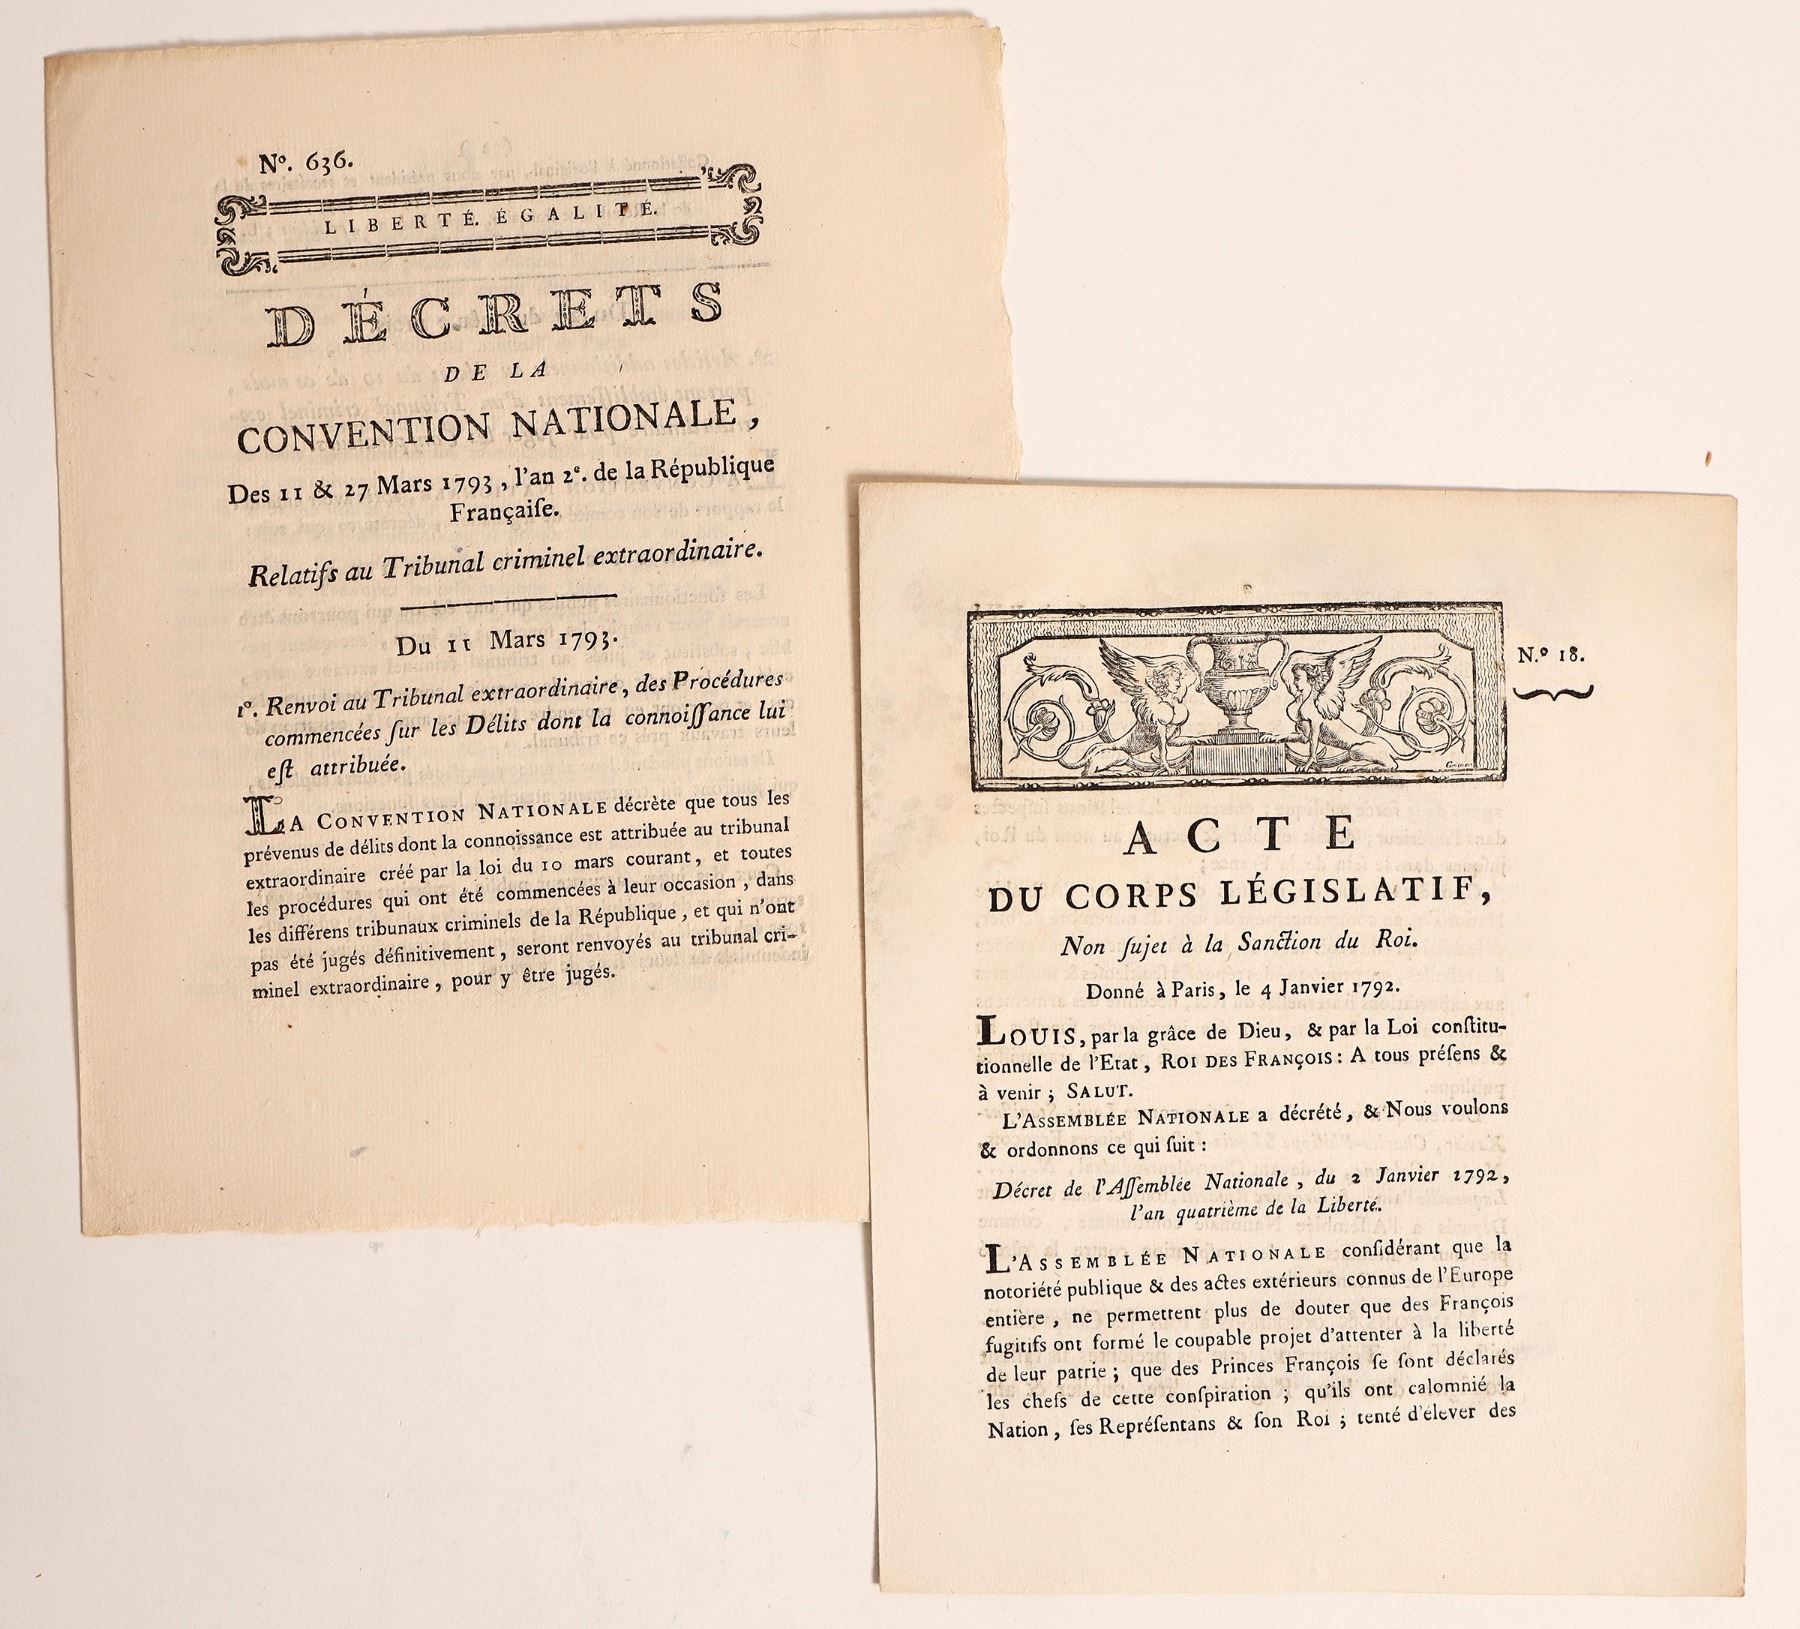 Nº. 636.
LIBERTÉ. ÉGALITÉ.
DÉCRETS
DE LA
CONVENTION NATIONALE,
Des 11 & 27 Mars 1793, l'an 2e. de la République
Françaiſe.
Relatifs au Tribunal criminel extraordinaire.
Du 11 Mars 1793.
1º. Renvoi au Tribunal extraordinaire, des Procédures
commencées ſur les Délits dont la connoiſſance lui
eſt attribuée.
LA CONVENTION NATIONALE décrète que tous les
prévenus de délits dont la connoissance est attribuée au tribunal
extraordinaire créé par la loi du 10 mars courant, et toutes
les procédures qui ont été commencées à leur occasion, dans
les différens tribunaux criminels de la République, et qui n'ont
pas été jugés définitivement, seront renvoyés au tribunal cri-
minel extraordinaire, pour y être jugés.
N.º 18.
ACTE
DU CORPS LÉGISLATIF,
Non ſujet à la Sanction du Roi.
Donné à Paris, le 4 Janvier 1792.
LOUIS, par la grâce de Dieu, & par la Loi conſtitu-
tionnelle de l'Etat, ROI DES FRANÇOIS: A tous préſens &
à venir; SALUT.
L'ASSEMBLÉE NATIONALE a décrété, & Nous voulons
& ordonnons ce qui ſuit:
Décret de l'Aſſemblée Nationale, du 2 Janvier 1792,
l'an quatrième de la Liberté.
L'ASSEMBLÉE NATIONALE conſidérant que la
notoriété publique & des actes extérieurs connus de l'Europe
entière, ne permettent plus de douter que des François
fugitifs ont formé le coupable projet d'attenter à la liberté
de leur patrie; que des Princes François ſe ſont déclarés
les chefs de cette conſpiration; qu'ils ont calomnié la
Nation, ſes Repréſentans & ſon Roi; tenté d'élever des